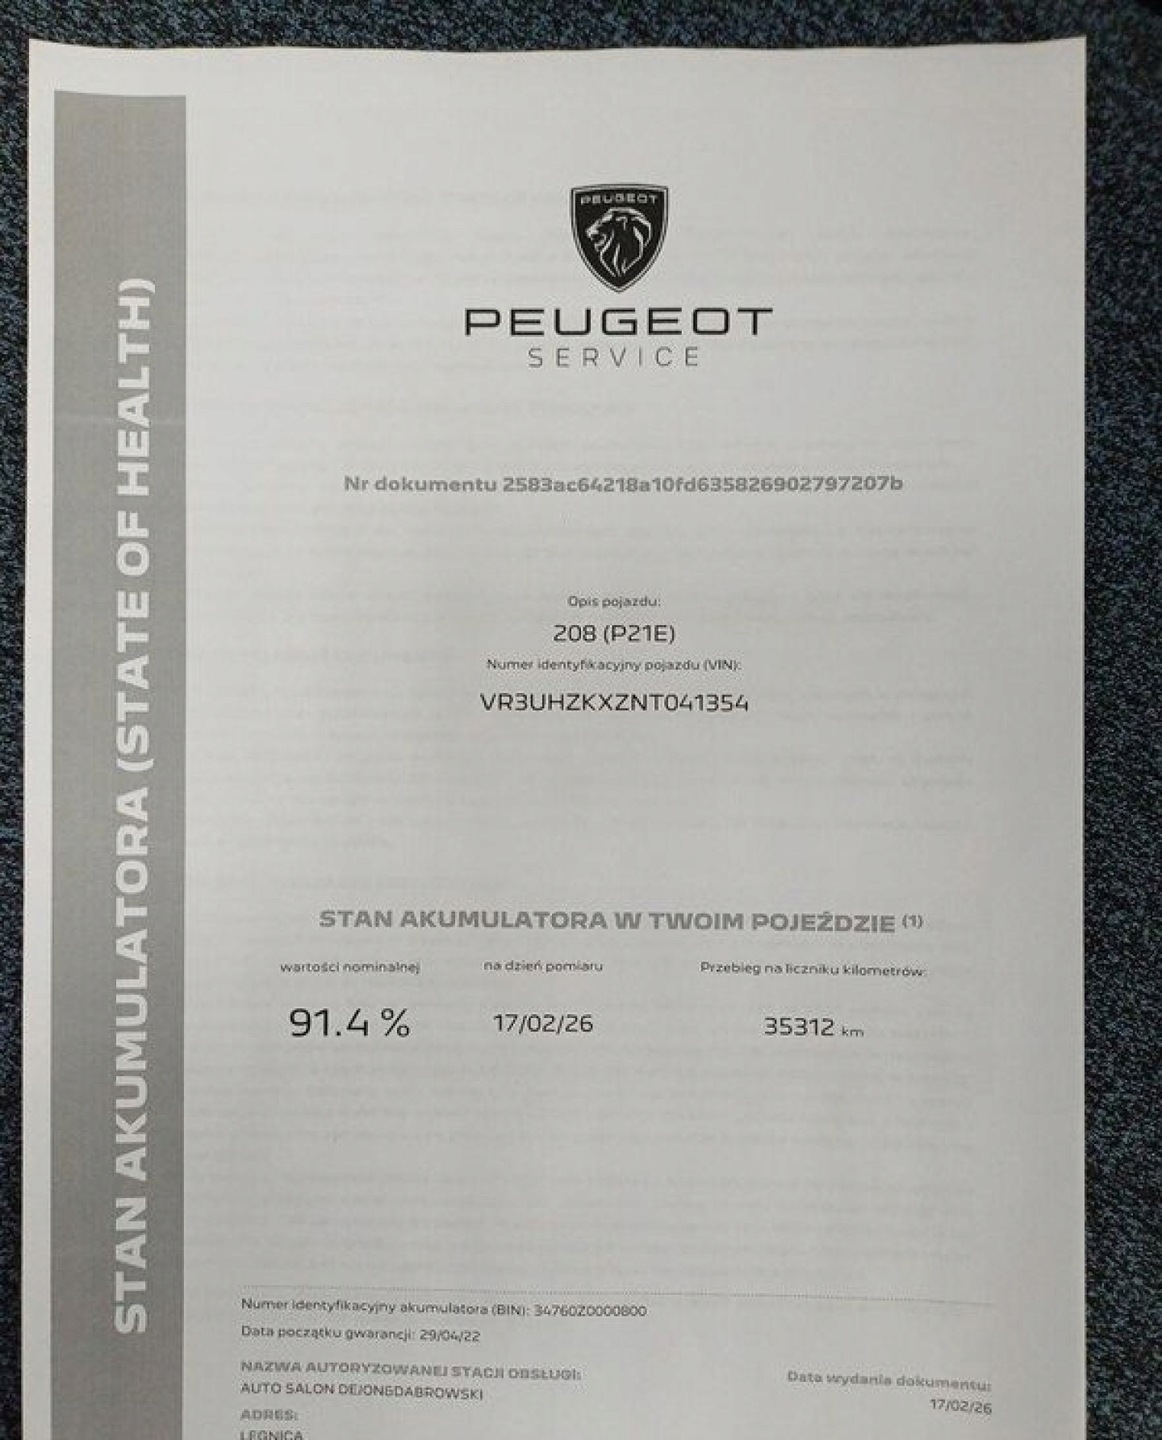 STAN AKUMULATORA (STATE OF HEALTH)
PEUGEOT
PEUGEOT
SERVICE
Nr dokumentu 2583ac64218a10fd635826902797207b
Opis pojazdu:
208 (P21E)
Numer identyfikacyjny pojazdu (VIN):
VR3UHZKXZNT041354
STAN AKUMULATORA W TWOIM POJEŹDZIE (1)
wartości nominalnej na dzień pomiaru Przebieg na liczniku kilometrów:
91.4 % 17/02/26 35312 km
Numer identyfikacyjny akumulatora (BIN): 34760Z0000800
Data początku gwarancji: 29/04/22
NAZWA AUTORYZOWANEJ STACJI OBSŁUGI:
AUTO SALON DEJONG&DABROWSKI
Data wydania dokumentu:
17/02/26
ADRES:
LEGNICA